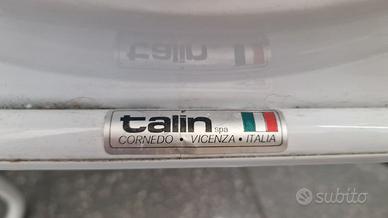 talin spa
CORNEDO · VICENZA · ITALIA
subito